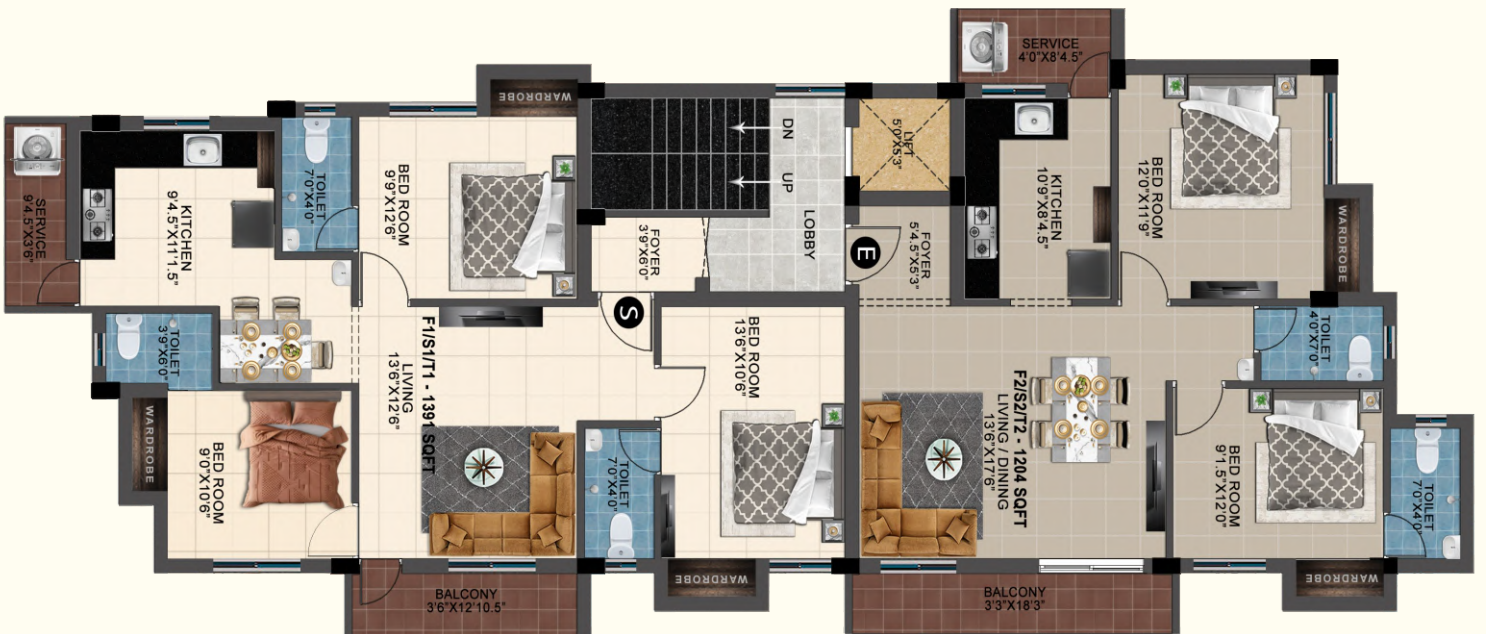 SERVICE
4'0"X8'4.5"
WARDROBE
DN
UP
LIFT
5'0"X5'3"
KITCHEN
10'9"X8'4.5"
BED ROOM
12'0"X11'9"
WARDROBE
SERVICE
9'4.5"X3'6"
KITCHEN
9'4.5"X11'1.5"
TOILET
7'0"X4'0"
BED ROOM
9'9"X12'6"
FOYER
3'9"X6'0"
LOBBY
E
FOYER
5'4.5"X5'3"
TOILET
3'9"X6'0"
F1/S1/T1 - 1391 SQFT
LIVING
13'6"X12'6"
S
BED ROOM
13'6"X10'6"
F2/S2/T2 - 1204 SQFT
LIVING / DINING
13'6"X17'6"
TOILET
4'0"X7'0"
WARDROBE
BED ROOM
9'0"X10'6"
TOILET
7'0"X4'0"
BED ROOM
9'1.5"X12'0"
TOILET
7'0"X4'0"
WARDROBE
WARDROBE
BALCONY
3'6"X12'10.5"
BALCONY
3'3"X18'3"